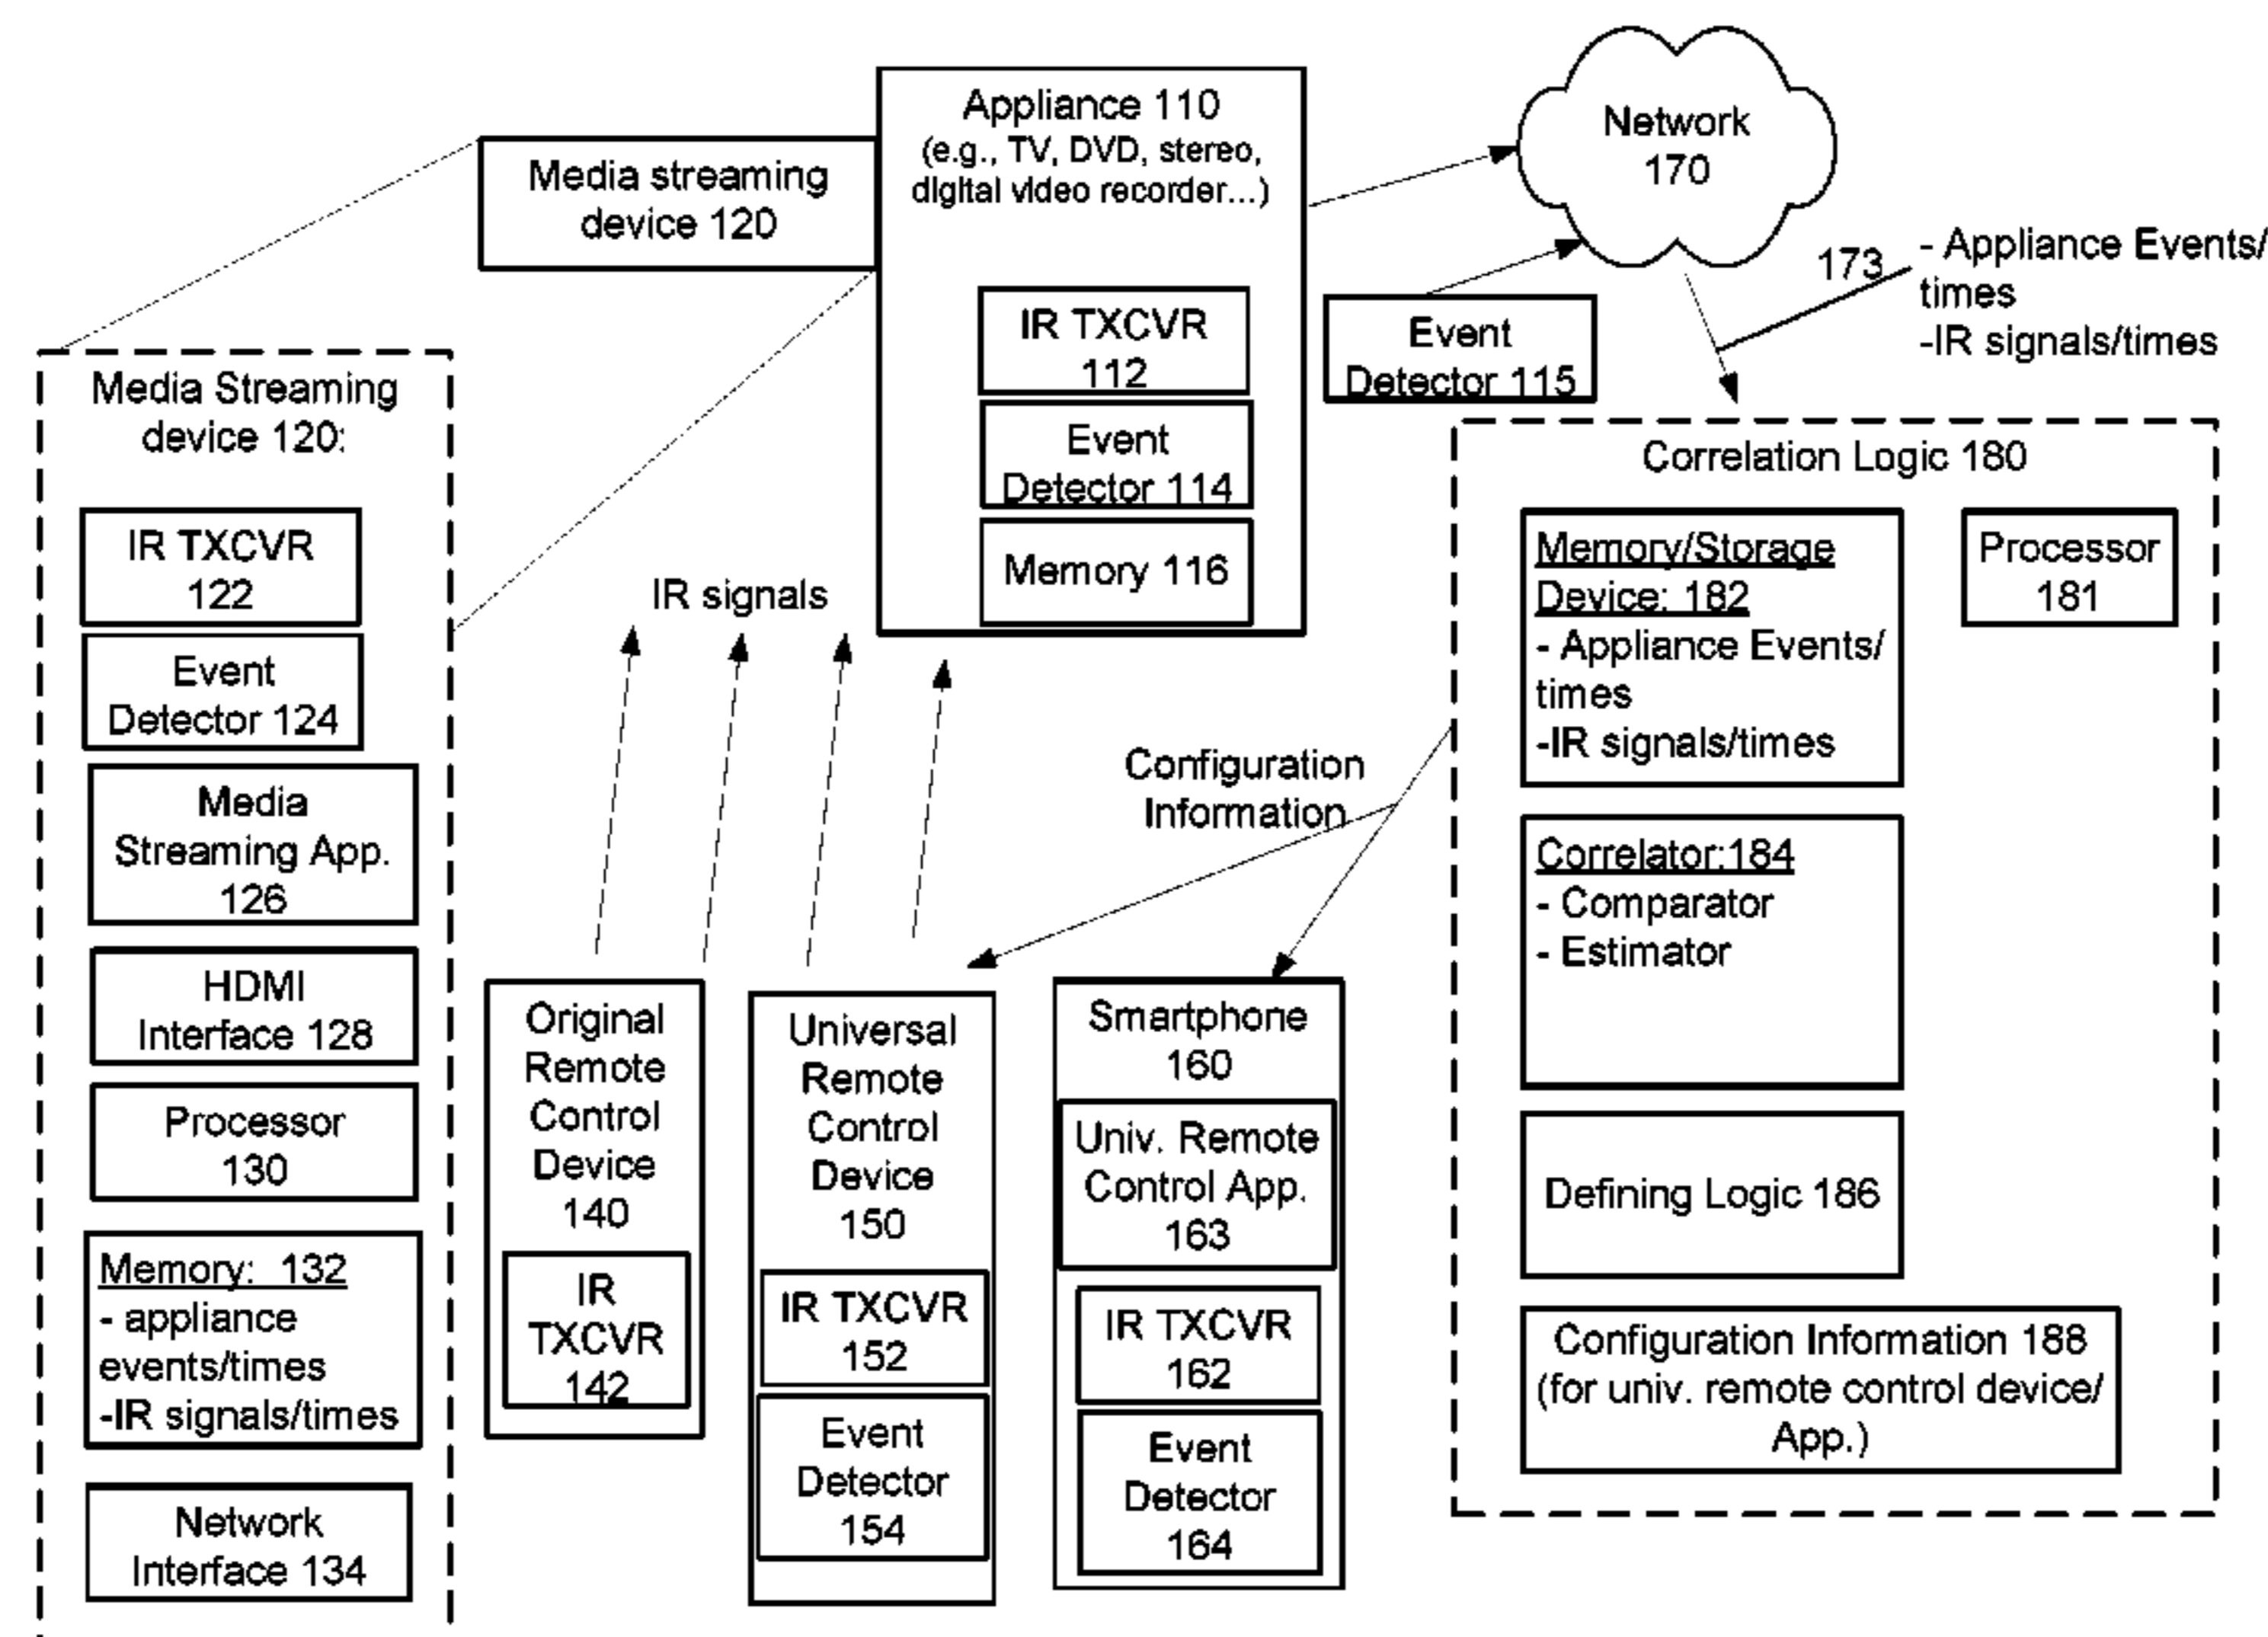 Appliance 110
(e.g., TV, DVD, stereo,
digital video recorder...)
IR TXCVR
112
Event
Detector 114
Memory 116
Media streaming
device 120
Network
170
Event
Detector 115
173
- Appliance Events/
times
-IR signals/times
Media Streaming
device 120:
IR TXCVR
122
Event
Detector 124
Media
Streaming App.
126
HDMI
Interface 128
Processor
130
Memory: 132
- appliance
events/times
-IR signals/times
Network
Interface 134
IR signals
Configuration
Information
Original
Remote
Control
Device
140
IR
TXCVR
142
Universal
Remote
Control
Device
150
IR TXCVR
152
Event
Detector
154
Smartphone
160
Univ. Remote
Control App.
163
IR TXCVR
162
Event
Detector
164
Correlation Logic 180
Memory/Storage
Device: 182
- Appliance Events/
times
-IR signals/times
Processor
181
Correlator:184
- Comparator
- Estimator
Defining Logic 186
Configuration Information 188
(for univ. remote control device/
App.)